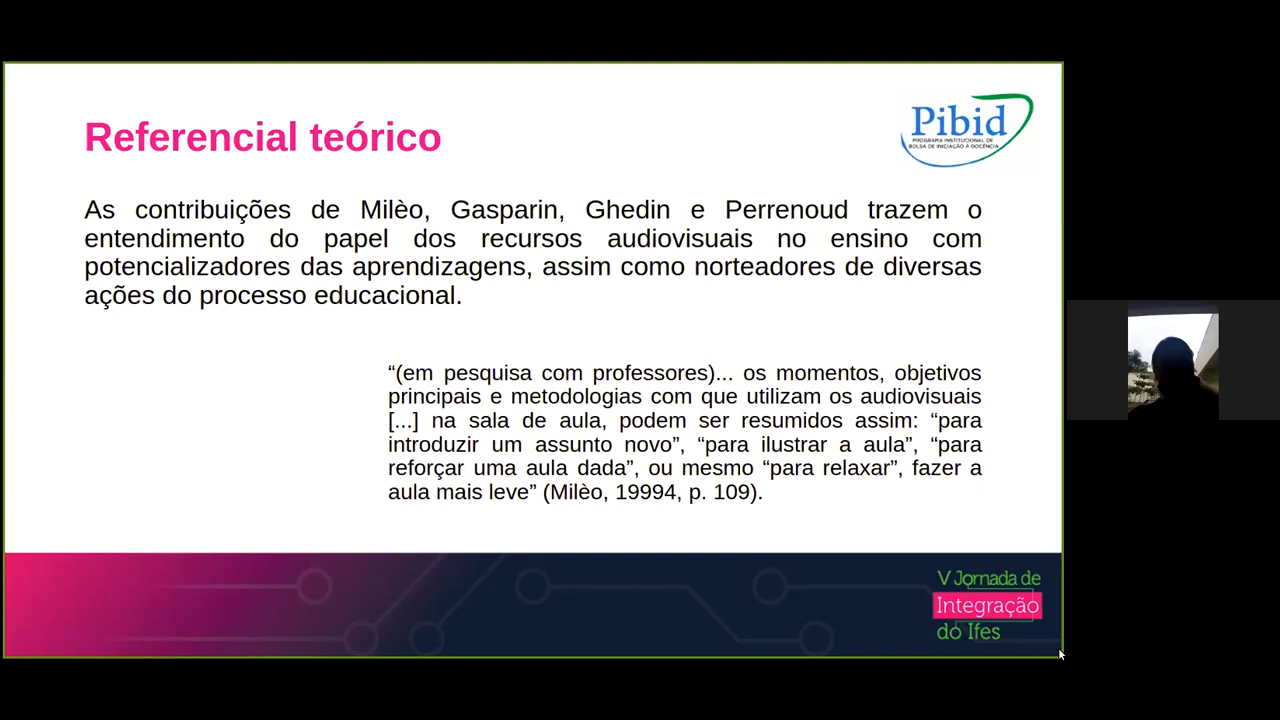 Referencial teórico
Pibid
PROGRAMA INSTITUCIONAL DE
BOLSA DE INICIAÇÃO À DOCÊNCIA
As contribuições de Milèo, Gasparin, Ghedin e Perrenoud trazem o
entendimento do papel dos recursos audiovisuais no ensino com
potencializadores das aprendizagens, assim como norteadores de diversas
ações do processo educacional.
“(em pesquisa com professores)... os momentos, objetivos
principais e metodologias com que utilizam os audiovisuais
[...] na sala de aula, podem ser resumidos assim: “para
introduzir um assunto novo”, “para ilustrar a aula”, “para
reforçar uma aula dada”, ou mesmo “para relaxar”, fazer a
aula mais leve” (Milèo, 19994, p. 109).
V Jornada de
Integração
do Ifes